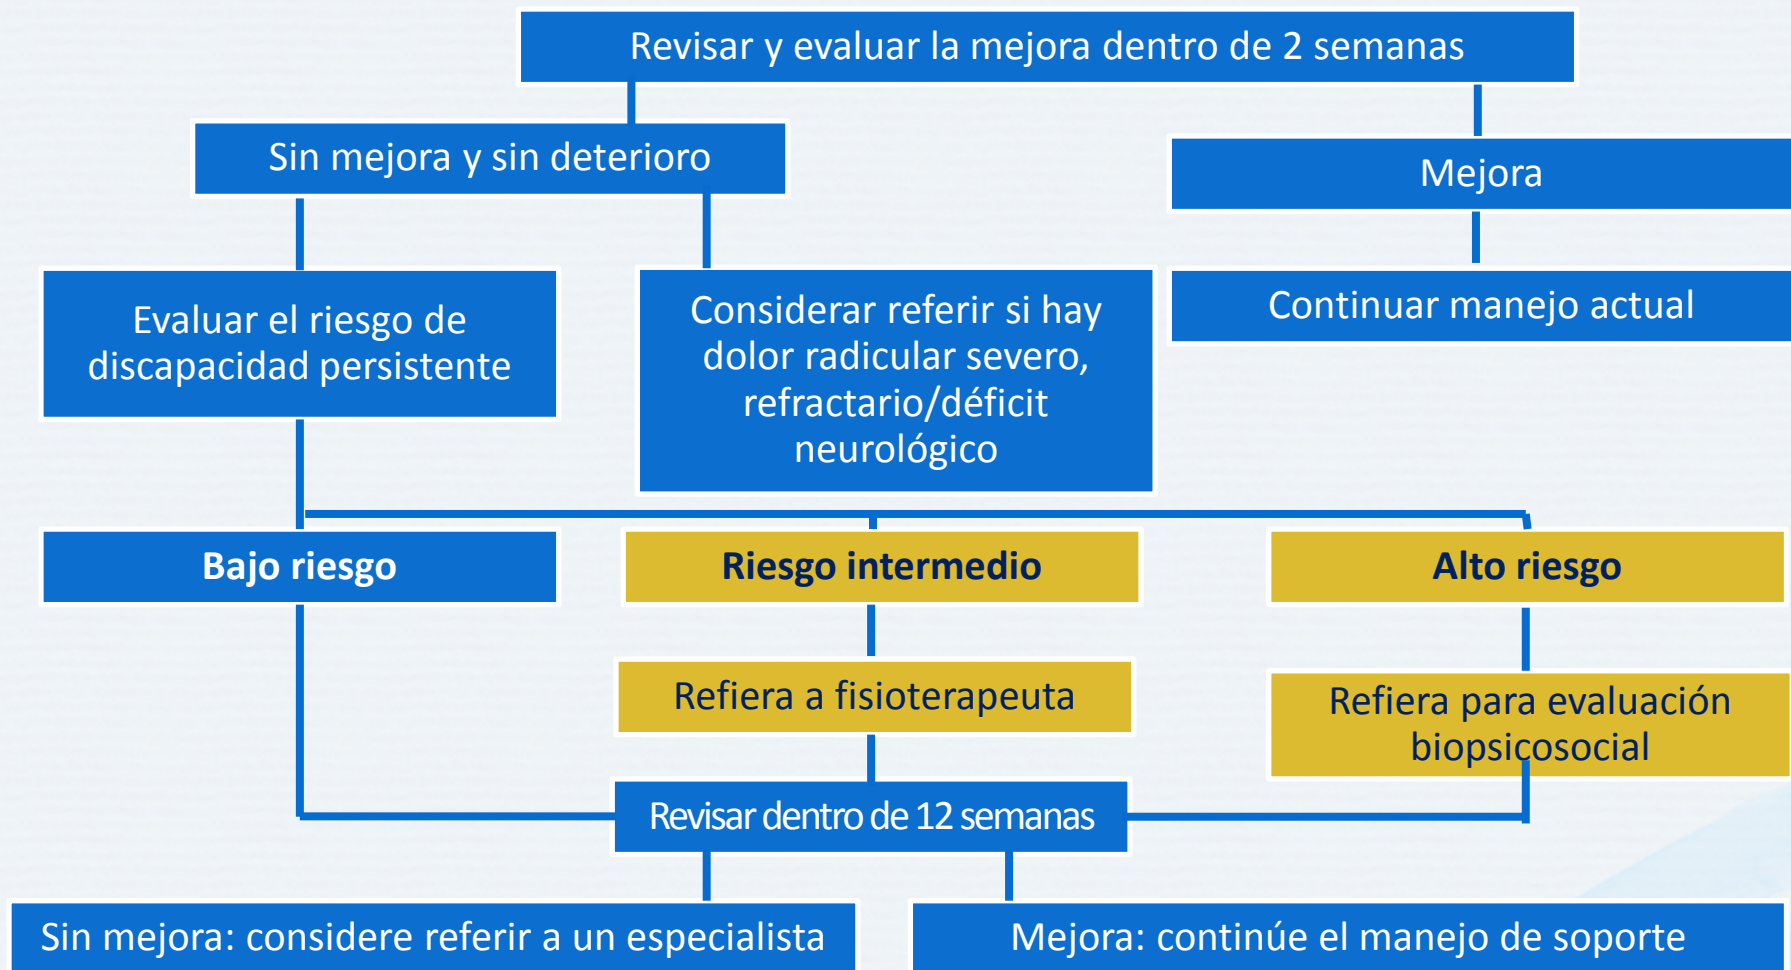 Revisar y evaluar la mejora dentro de 2 semanas
Sin mejora y sin deterioro
Mejora
Evaluar el riesgo de
discapacidad persistente
Considerar referir si hay
dolor radicular severo,
refractario/déficit
neurológico
Continuar manejo actual
Bajo riesgo
Riesgo intermedio
Alto riesgo
Refiera a fisioterapeuta
Refiera para evaluación
biopsicosocial
Revisar dentro de 12 semanas
Sin mejora: considere referir a un especialista
Mejora: continúe el manejo de soporte